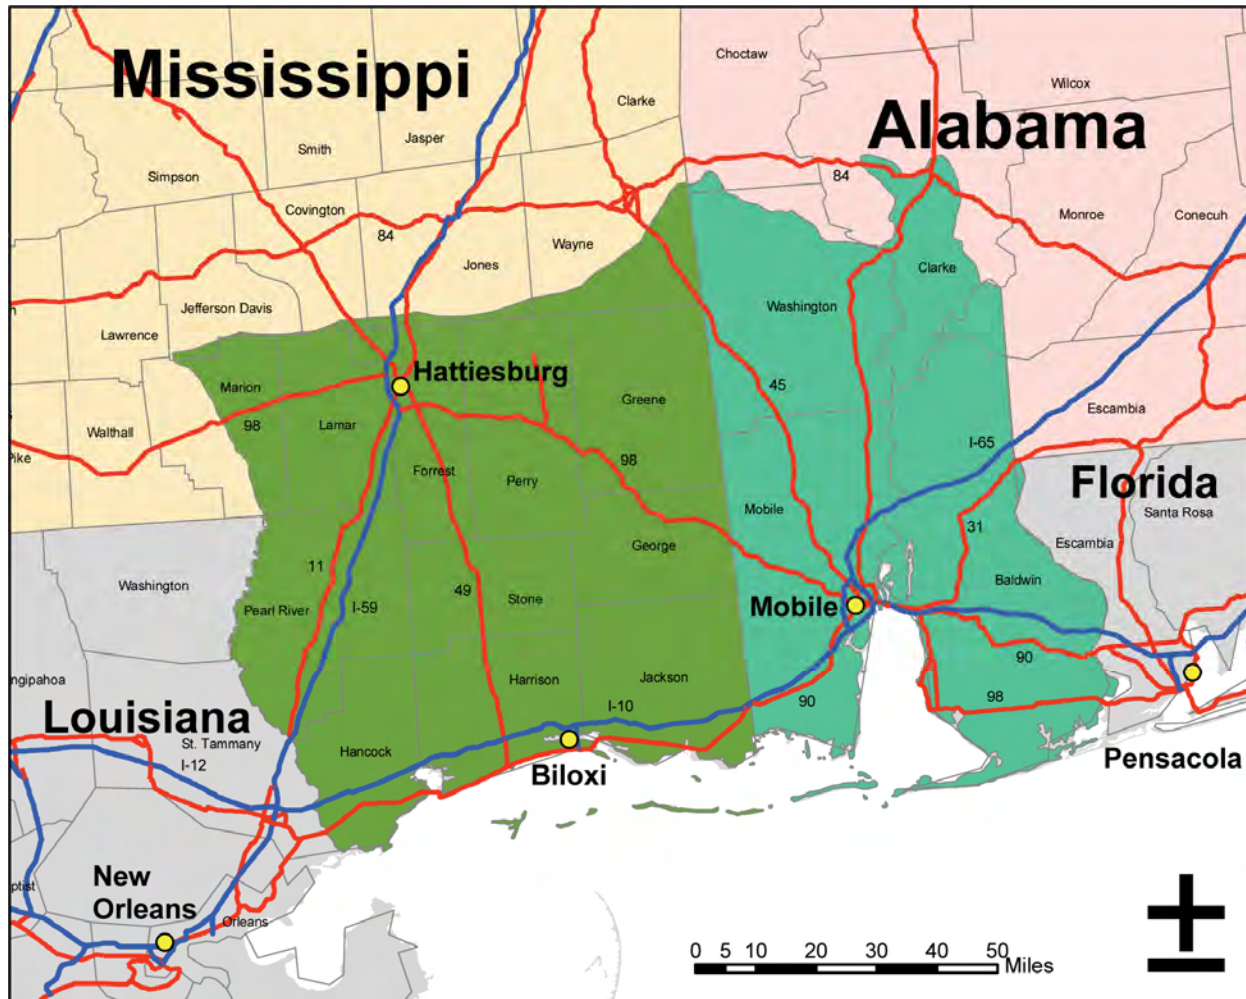 Mississippi
Alabama
Choctaw
Wilcox
Clarke
Jasper
Smith
Simpson
84
Covington
84
Monroe
Conecuh
Wayne
Jones
Clarke
Jefferson Davis
Washington
Lawrence
Hattiesburg
Marion
45
Greene
Escambia
98
Lamar
Walthall
I-65
98
Pike
Forrest
Perry
Florida
Mobile
Santa Rosa
31
George
Escambia
11
Washington
Baldwin
49
Stone
I-59
Pearl River
Mobile
90
ngipahoa
Harrison
Jackson
98
90
I-10
Louisiana
St. Tammany
Hancock
I-12
Pensacola
Biloxi
New
Orleans
ptist
Orleans
0 5 10 20 30 40 50
Miles